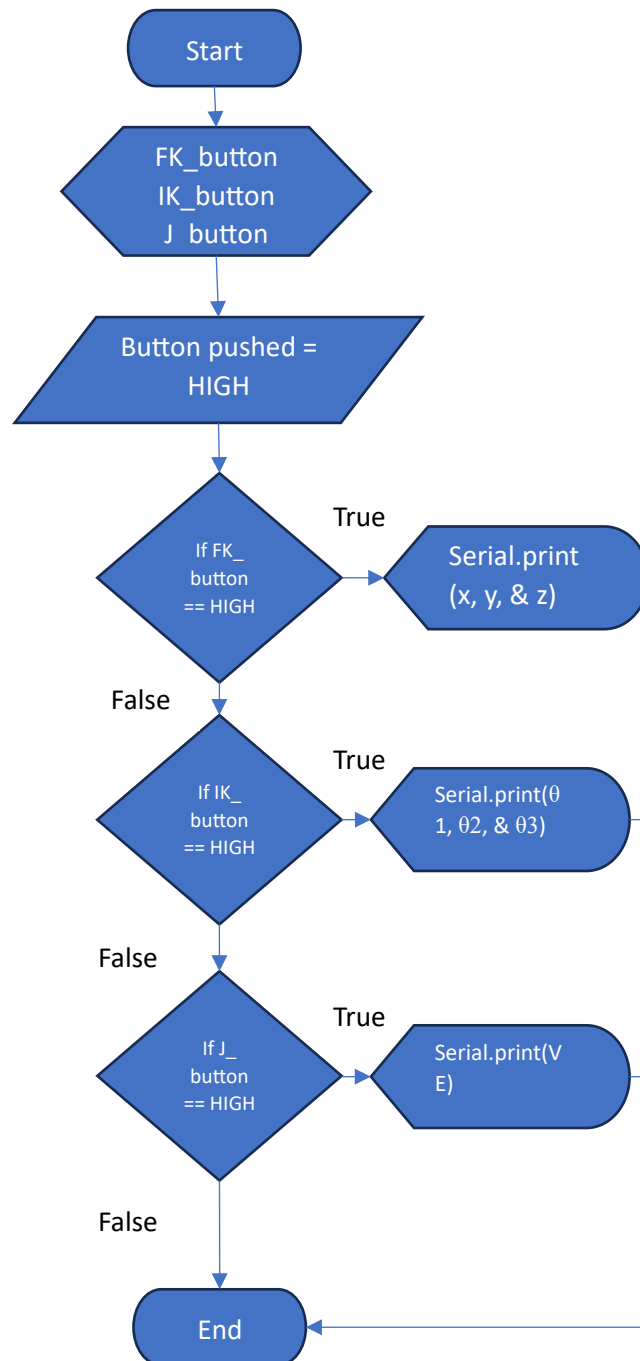 Start
FK_button
IK_button
J_button
Button pushed =
HIGH
True
If FK_
button
== HIGH
Serial.print
(x, y, & z)
False
True
If IK_
button
== HIGH
Serial.print(θ
1, θ2, & θ3)
False
True
If J_
button
== HIGH
Serial.print(V
E)
False
End